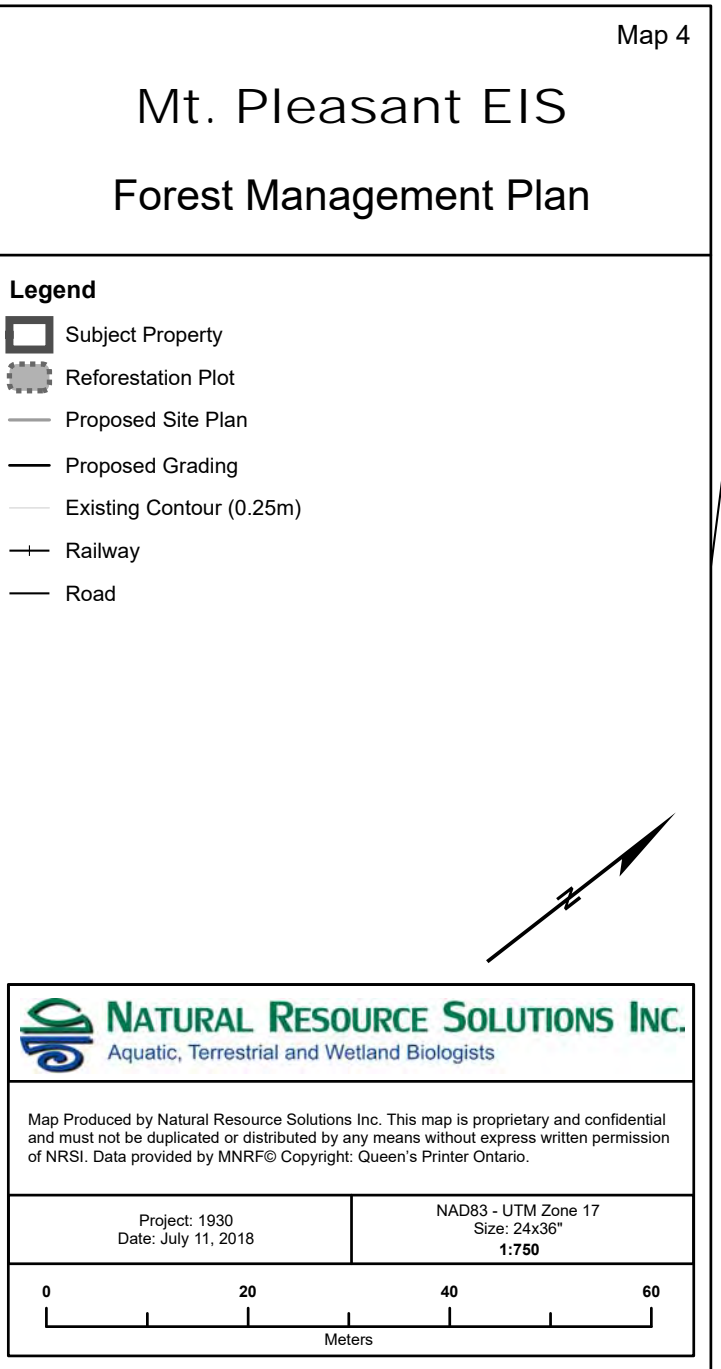 Map 4
Mt. Pleasant EIS
Forest Management Plan
Legend
Subject Property
Reforestation Plot
Proposed Site Plan
Proposed Grading
Existing Contour (0.25m)
Railway
Road
N
NATURAL RESOURCE SOLUTIONS INC.
Aquatic, Terrestrial and Wetland Biologists
Map Produced by Natural Resource Solutions Inc. This map is proprietary and confidential
and must not be duplicated or distributed by any means without express written permission
of NRSI. Data provided by MNRF© Copyright: Queen's Printer Ontario.
Project: 1930
Date: July 11, 2018
NAD83 - UTM Zone 17
Size: 24x36"
1:750
0 20 40 60
Meters